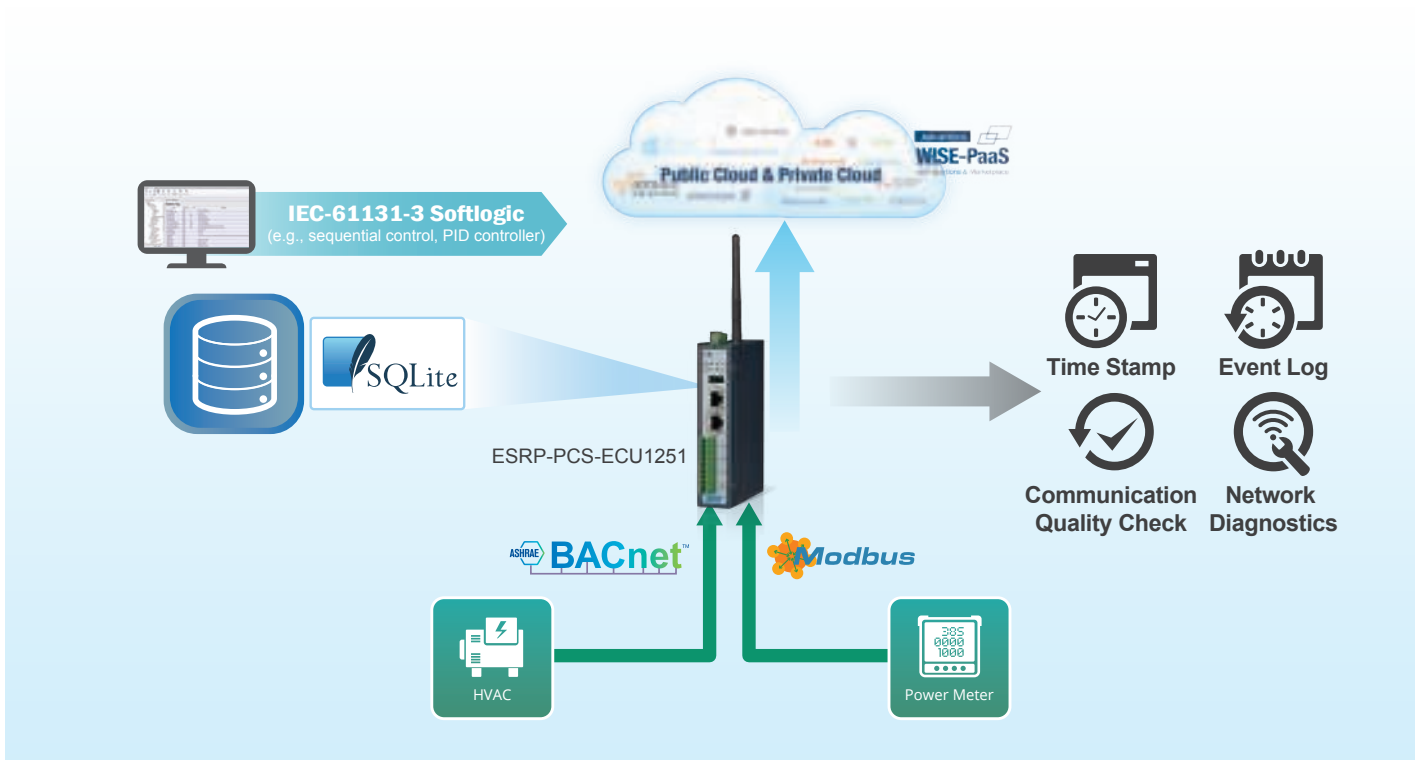 Public Cloud & Private Cloud
WISE-PaaS
IEC-61131-3 Softlogic
(e.g., sequential control, PID controller)
SQLite
ESRP-PCS-ECU1251
Time Stamp
Event Log
Communication
Quality Check
Network
Diagnostics
ASHRAE BACnet™
Modbus
HVAC
385
0000
1000
Power Meter